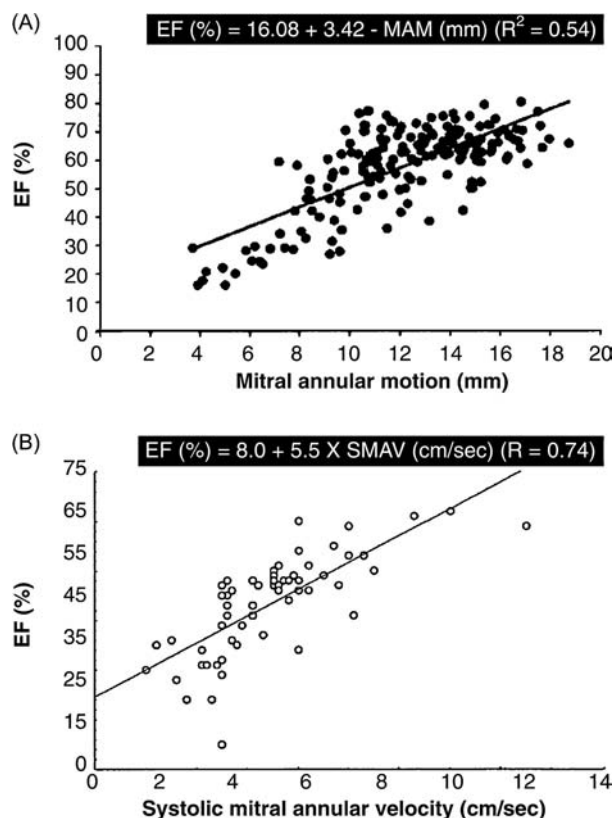 (A)
EF (%) = 16.08 + 3.42 - MAM (mm) (R² = 0.54)
100
90
80
70
60
50
40
30
20
10
0
EF (%)
0 2 4 6 8 10 12 14 16 18 20
Mitral annular motion (mm)
(B)
EF (%) = 8.0 + 5.5 X SMAV (cm/sec) (R = 0.74)
75
65
55
45
35
25
15
0
EF (%)
0 2 4 6 8 10 12 14
Systolic mitral annular velocity (cm/sec)